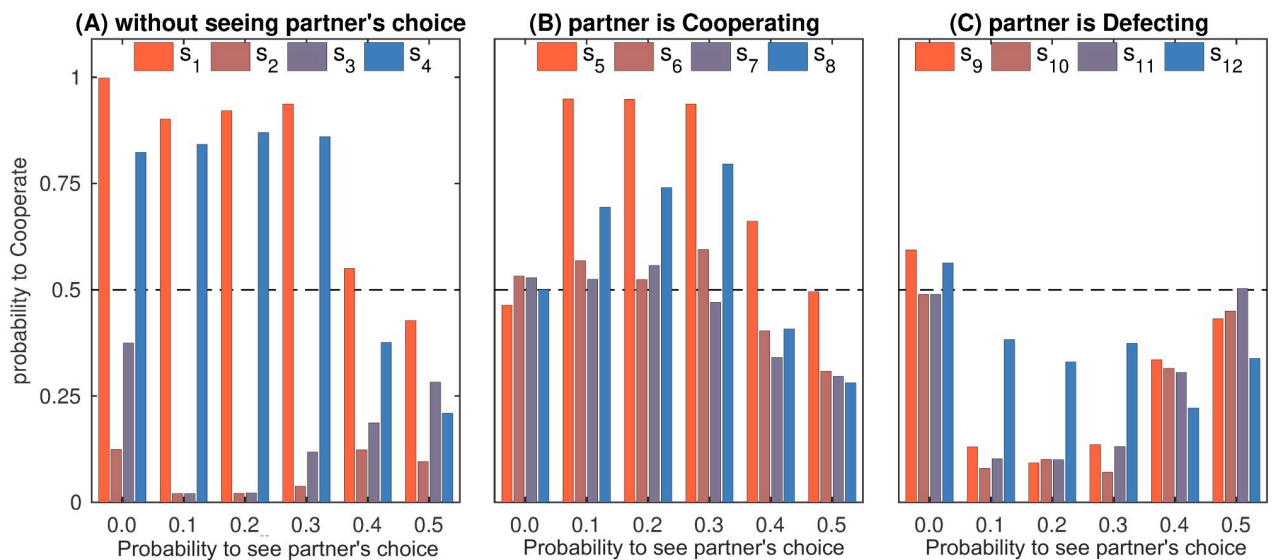 (A) without seeing partner's choice
s1 s2 s3 s4
probability to Cooperate
1
0.75
0.5
0.25
0
0.0 0.1 0.2 0.3 0.4 0.5
Probability to see partner's choice
(B) partner is Cooperating
s5 s6 s7 s8
0.0 0.1 0.2 0.3 0.4 0.5
Probability to see partner's choice
(C) partner is Defecting
s9 s10 s11 s12
0.0 0.1 0.2 0.3 0.4 0.5
Probability to see partner's choice